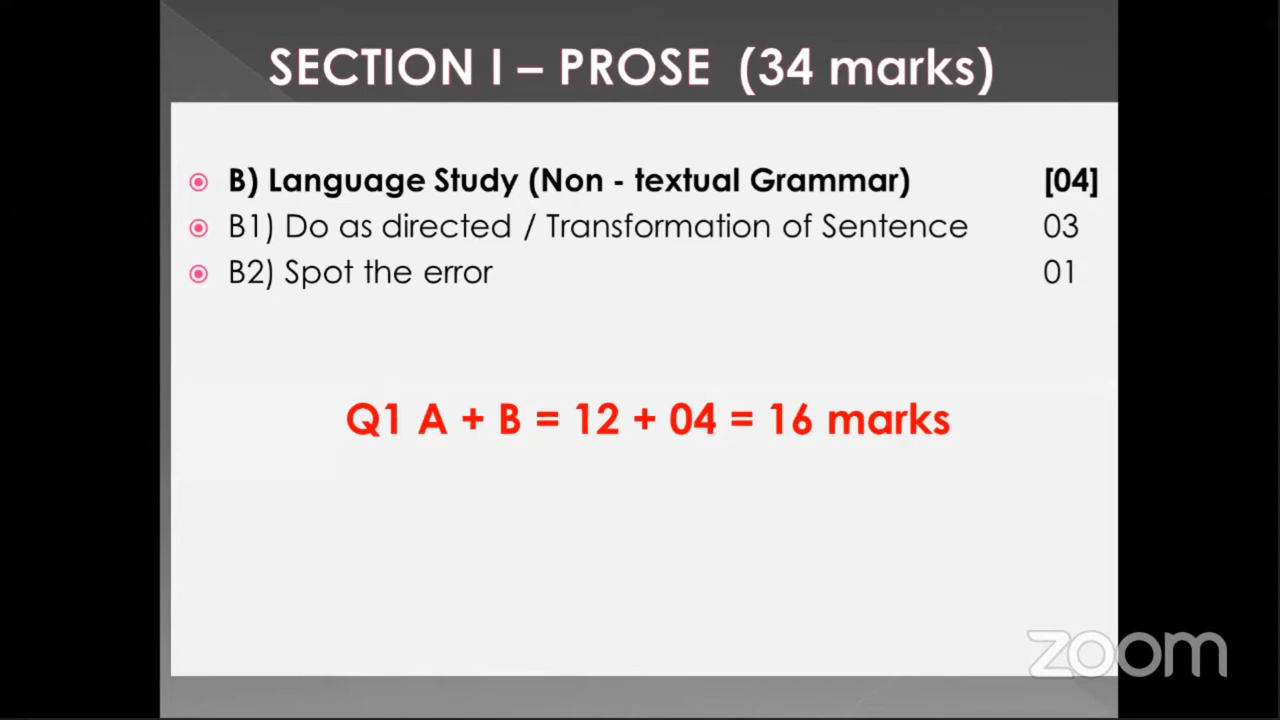 SECTION I – PROSE (34 marks)
B) Language Study (Non - textual Grammar) [04]
B1) Do as directed / Transformation of Sentence 03
B2) Spot the error 01
Q1 A + B = 12 + 04 = 16 marks
zoom